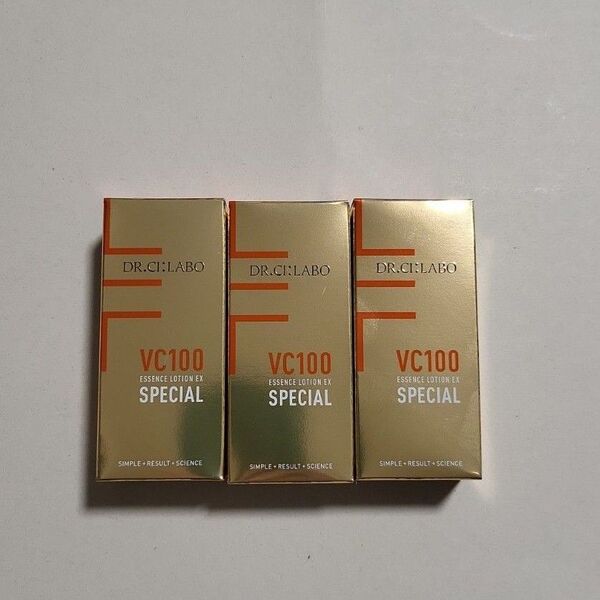 DR.CI:LABO
VC100
ESSENCE LOTION EX
SPECIAL
SIMPLE+RESULT+SCIENCE
DR.CI:LABO
VC100
ESSENCE LOTION EX
SPECIAL
SIMPLE+RESULT+SCIENCE
DR.CI:LABO
VC100
ESSENCE LOTION EX
SPECIAL
SIMPLE+RESULT+SCIENCE